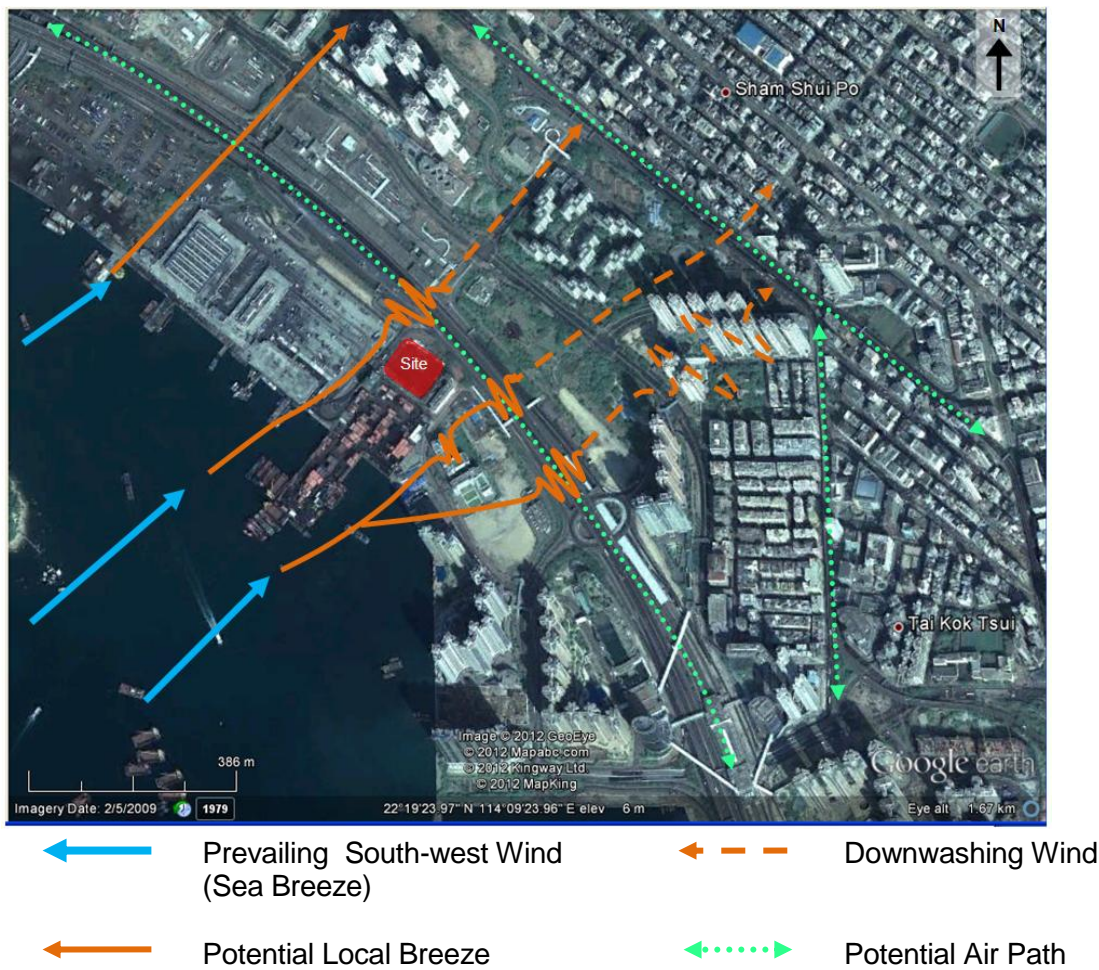 N
Sham Shui Po
Site
Tai Kok Tsui
Image © 2012 GeoEye
© 2012 Mapabc.com
© 2012 Kingway Ltd.
© 2012 MapKing
Google earth
386 m
Imagery Date: 2/5/2009 1979 22°19'23.97" N 114°09'23.96" E elev 6 m Eye alt 1.67 km
Prevailing South-west Wind
(Sea Breeze)
Downwashing Wind
Potential Local Breeze
Potential Air Path